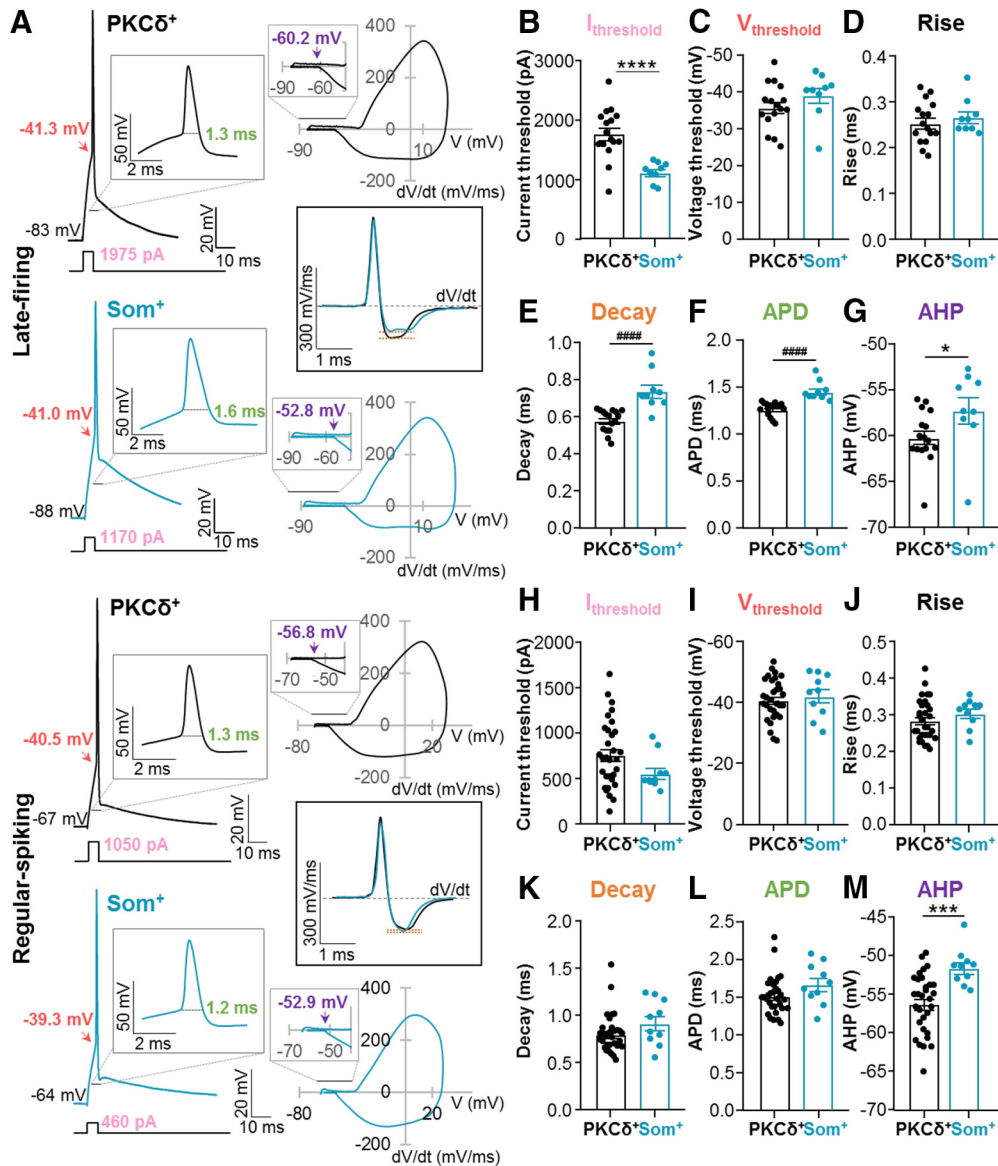 A
Late-firing
PKCδ+
-41.3 mV
50 mV
2 ms
1.3 ms
-83 mV
1975 pA
20 mV
10 ms
-60.2 mV
-90
-60
400
200
0
-90
10
V (mV)
-200
dV/dt (mV/ms)
300 mV/ms
1 ms
dV/dt
Som+
-41.0 mV
50 mV
2 ms
1.6 ms
-88 mV
1170 pA
20 mV
10 ms
-52.8 mV
-90
-60
400
200
0
-90
10
V (mV)
-200
dV/dt (mV/ms)
B
Ithreshold
****
Current threshold (pA)
3000
2000
1000
0
PKCδ+ Som+
C
Vthreshold
Voltage threshold (mV)
-50
-40
-30
-20
-10
0
PKCδ+ Som+
D
Rise
Rise (ms)
0.4
0.3
0.2
0.1
0.0
PKCδ+ Som+
E
Decay
####
Decay (ms)
1.0
0.8
0.6
0.4
0.2
0.0
PKCδ+ Som+
F
APD
####
APD (ms)
2.0
1.5
1.0
0.5
0.0
PKCδ+ Som+
G
AHP
*
AHP (mV)
-50
-55
-60
-65
-70
PKCδ+ Som+
Regular-spiking
PKCδ+
-40.5 mV
50 mV
2 ms
1.3 ms
-67 mV
1050 pA
20 mV
10 ms
-56.8 mV
-70
-50
400
200
0
-80
20
V (mV)
-200
dV/dt (mV/ms)
300 mV/ms
1 ms
dV/dt
Som+
-39.3 mV
50 mV
2 ms
1.2 ms
-64 mV
460 pA
20 mV
10 ms
-52.9 mV
-70
-50
400
200
0
-80
20
V (mV)
-200
dV/dt (mV/ms)
H
Ithreshold
Current threshold (pA)
2000
1500
1000
500
0
PKCδ+ Som+
I
Vthreshold
Voltage threshold (mV)
-60
-40
-20
0
PKCδ+ Som+
J
Rise
Rise (ms)
0.5
0.4
0.3
0.2
0.1
0.0
PKCδ+ Som+
K
Decay
Decay (ms)
2.0
1.5
1.0
0.5
0.0
PKCδ+ Som+
L
APD
APD (ms)
2.5
2.0
1.5
1.0
0.5
0.0
PKCδ+ Som+
M
AHP
***
AHP (mV)
-45
-50
-55
-60
-65
-70
PKCδ+ Som+